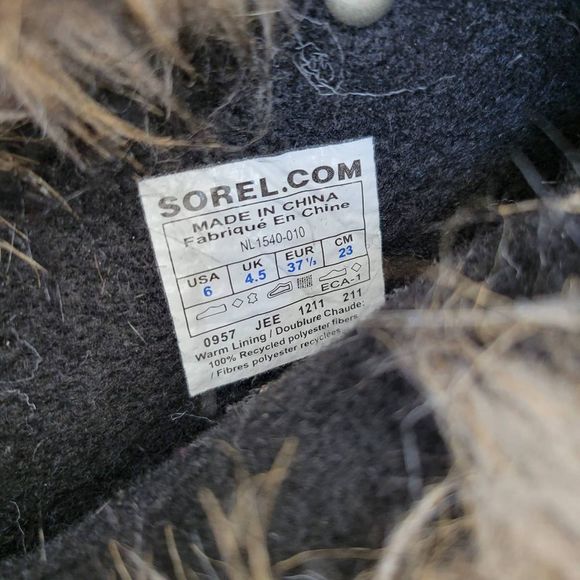 SOREL.COM
MADE IN CHINA
Fabriqué En Chine
NL1540-010
USA UK EUR CM
6 4.5 37⅓ 23
ECA-1
0957 JEE 1211 211
Warm Lining / Doublure Chaude:
100% Recycled polyester fibers.
/ Fibres polyester recyclées